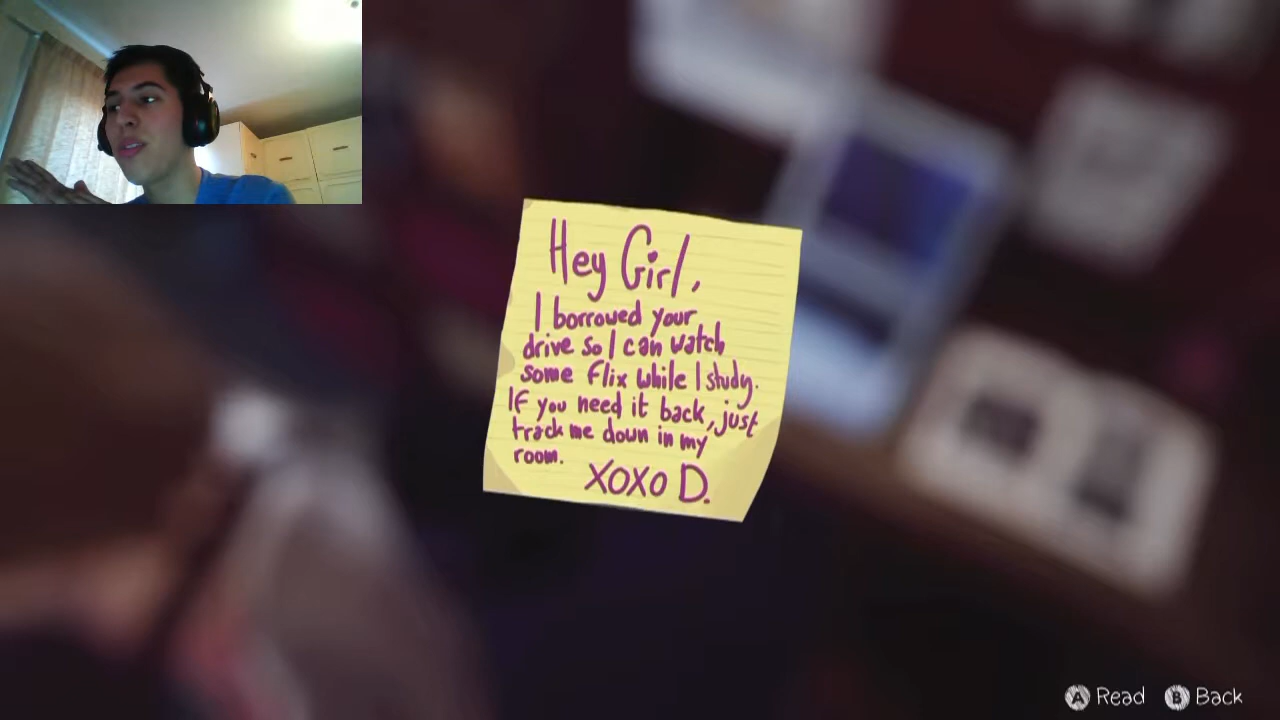 Hey Girl,
I borrowed your
drive so I can watch
some flix while I study.
If you need it back, just
track me down in my
room.
XOXO D.
A Read B Back